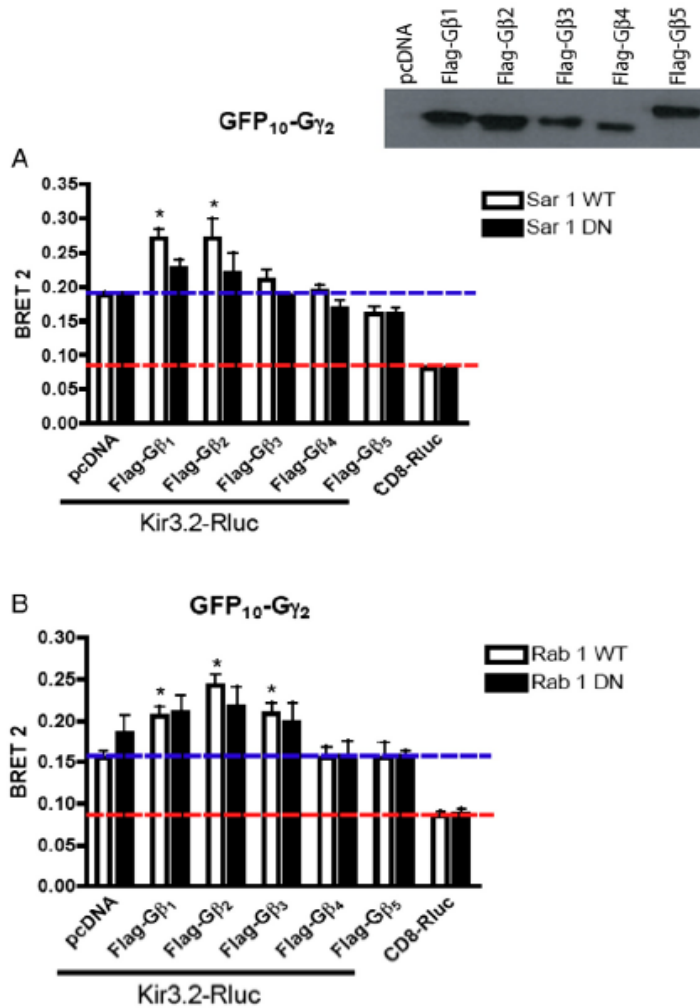 pcDNA
Flag-Gβ1
Flag-Gβ2
Flag-Gβ3
Flag-Gβ4
Flag-Gβ5
GFP₁₀-Gγ₂
A
0.35
0.30
0.25
0.20
0.15
0.10
0.05
0.00
BRET 2
* *
Sar 1 WT
Sar 1 DN
pcDNA
Flag-Gβ₁
Flag-Gβ₂
Flag-Gβ₃
Flag-Gβ₄
Flag-Gβ₅
CD8-Rluc
Kir3.2-Rluc
B
GFP₁₀-Gγ₂
0.30
0.25
0.20
0.15
0.10
0.05
0.00
BRET 2
* * *
Rab 1 WT
Rab 1 DN
pcDNA
Flag-Gβ₁
Flag-Gβ₂
Flag-Gβ₃
Flag-Gβ₄
Flag-Gβ₅
CD8-Rluc
Kir3.2-Rluc